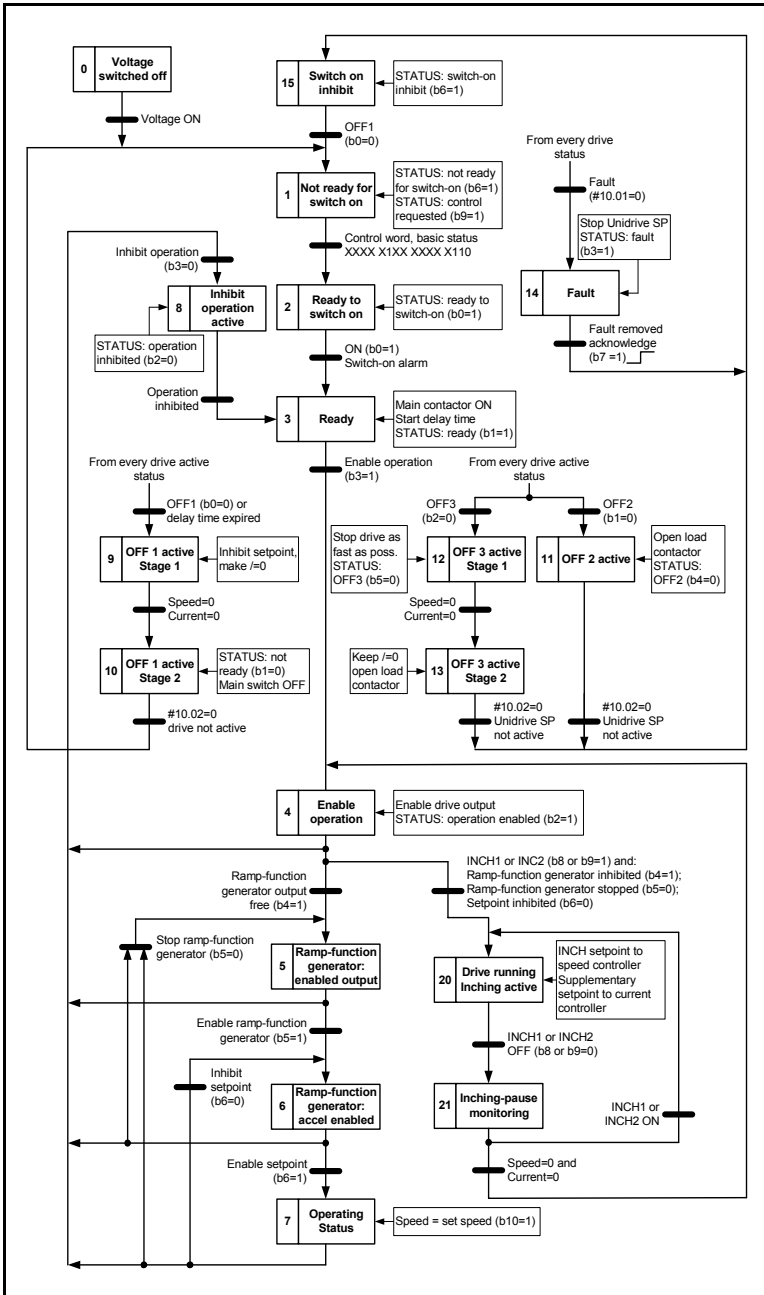 0
Voltage
switched off
Voltage ON
15
Switch on
inhibit
STATUS: switch-on
inhibit (b6=1)
OFF1
(b0=0)
1
Not ready for
switch on
STATUS: not ready
for switch-on (b6=1)
STATUS: control
requested (b9=1)
From every drive
status
Fault
(#10.01=0)
Stop Unidrive SP
STATUS: fault
(b3=1)
14
Fault
Fault removed
acknowledge
(b7 =1)
Control word, basic status
XXXX X1XX XXXX X110
Inhibit operation
(b3=0)
8
Inhibit
operation
active
STATUS: operation
inhibited (b2=0)
Operation
inhibited
2
Ready to
switch on
STATUS: ready to
switch-on (b0=1)
ON (b0=1)
Switch-on alarm
3
Ready
Main contactor ON
Start delay time
STATUS: ready (b1=1)
Enable operation
(b3=1)
From every drive active
status
OFF1 (b0=0) or
delay time expired
9
OFF 1 active
Stage 1
Inhibit setpoint,
make /=0
Speed=0
Current=0
10
OFF 1 active
Stage 2
STATUS: not
ready (b1=0)
Main switch OFF
#10.02=0
drive not active
From every drive active
status
OFF3
(b2=0)
OFF2
(b1=0)
Stop drive as
fast as poss.
STATUS:
OFF3 (b5=0)
12
OFF 3 active
Stage 1
11
OFF 2 active
Open load
contactor
STATUS:
OFF2 (b4=0)
Speed=0
Current=0
Keep /=0
open load
contactor
13
OFF 3 active
Stage 2
#10.02=0
Unidrive SP
not active
#10.02=0
Unidrive SP
not active
4
Enable
operation
Enable drive output
STATUS: operation enabled (b2=1)
Ramp-function
generator output
free (b4=1)
INCH1 or INC2 (b8 or b9=1) and:
Ramp-function generator inhibited (b4=1);
Ramp-function generator stopped (b5=0);
Setpoint inhibited (b6=0)
Stop ramp-function
generator (b5=0)
5
Ramp-function
generator:
enabled output
20
Drive running
Inching active
INCH setpoint to
speed controller
Supplementary
setpoint to current
controller
Enable ramp-function
generator (b5=1)
INCH1 or INCH2
OFF (b8 or b9=0)
Inhibit
setpoint
(b6=0)
6
Ramp-function
generator:
accel enabled
21
Inching-pause
monitoring
INCH1 or
INCH2 ON
Enable setpoint
(b6=1)
Speed=0 and
Current=0
7
Operating
Status
Speed = set speed (b10=1)